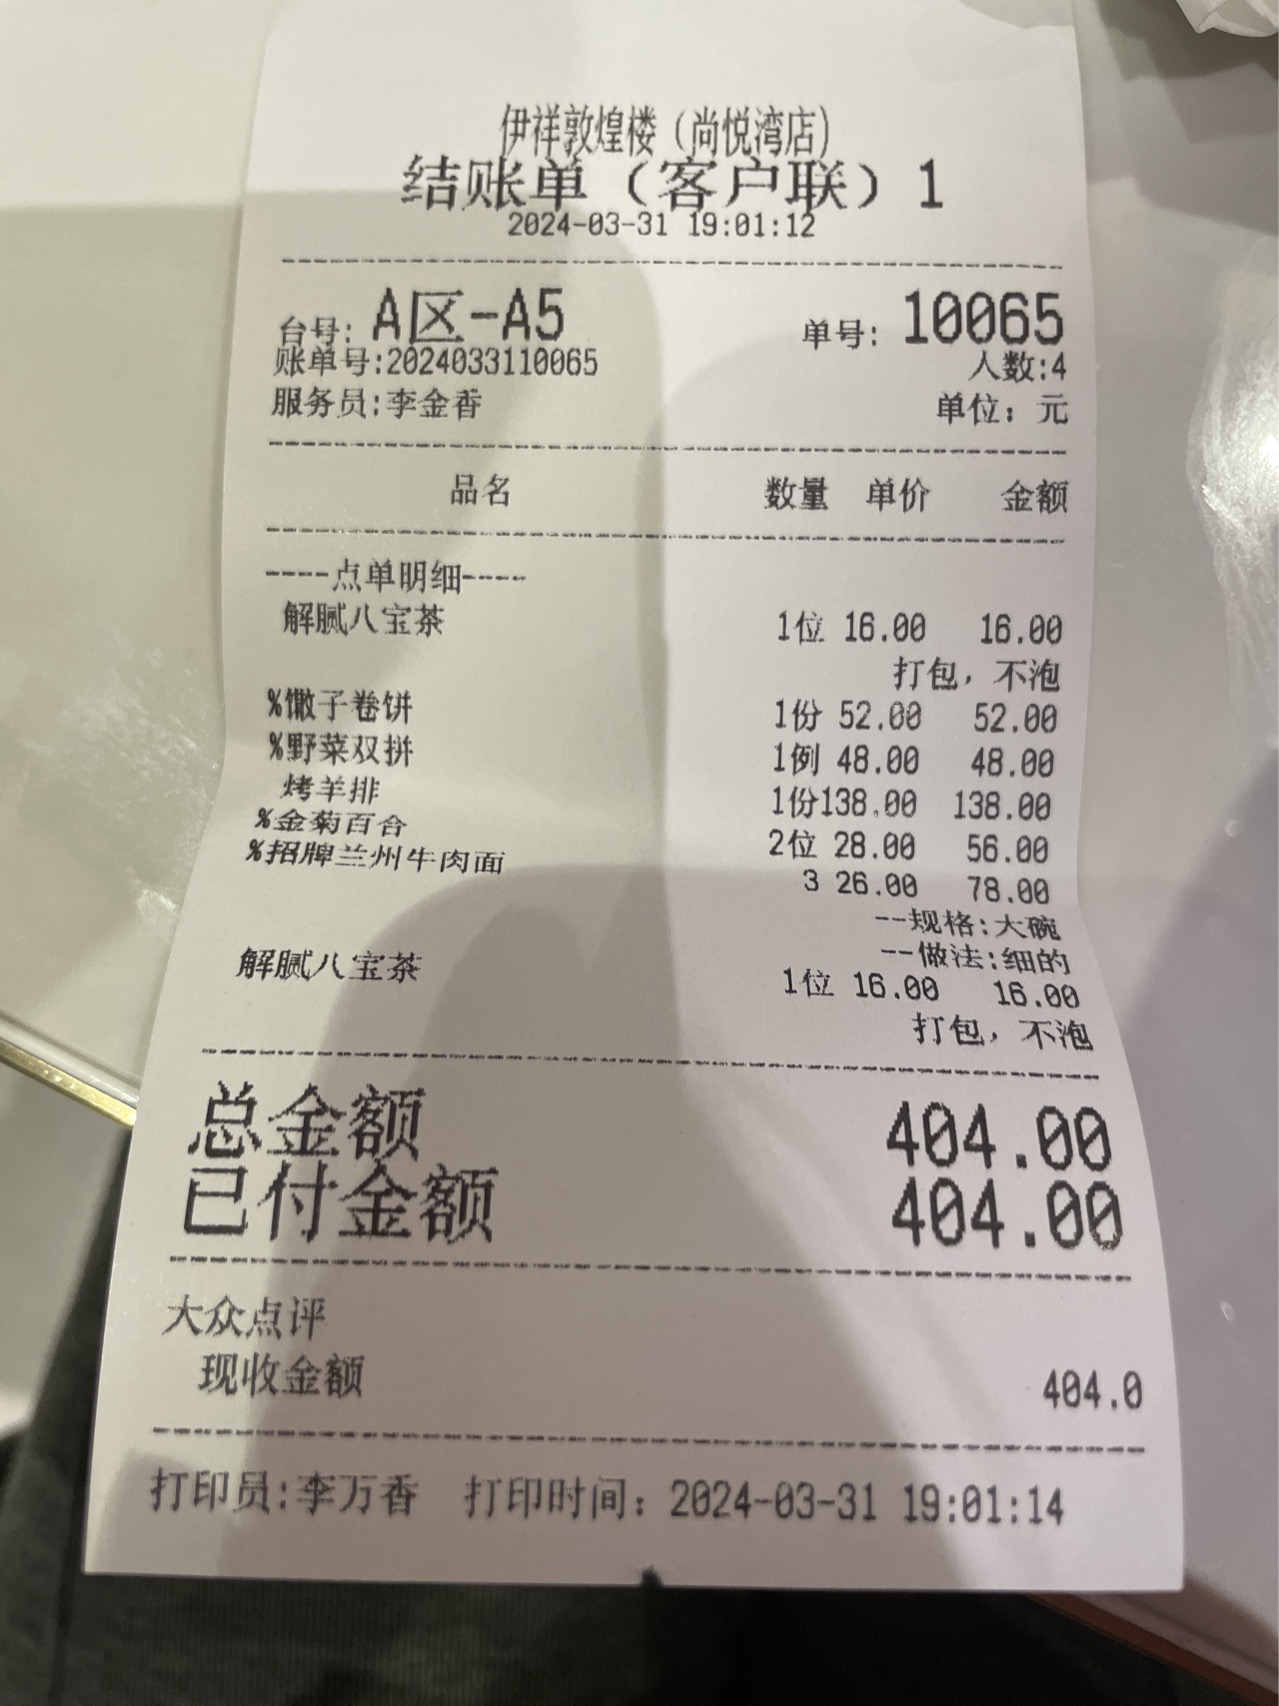 伊祥敦煌楼（尚悦湾店）
结账单（客户联）1
2024-03-31 19:01:12
台号: A区-A5 单号: 10065
账单号:2024033110065 人数:4
服务员:李金香 单位: 元
品名 数量 单价 金额
----点单明细----
解腻八宝茶 1位 16.00 16.00
打包, 不泡
%馓子卷饼 1份 52.00 52.00
%野菜双拼 1例 48.00 48.00
烤羊排 1份138.00 138.00
%金菊百合 2位 28.00 56.00
%招牌兰州牛肉面 3 26.00 78.00
--规格:大碗
--做法:细的
解腻八宝茶 1位 16.00 16.00
打包, 不泡
总金额 404.00
已付金额 404.00
大众点评
现收金额 404.0
打印员:李万香 打印时间: 2024-03-31 19:01:14